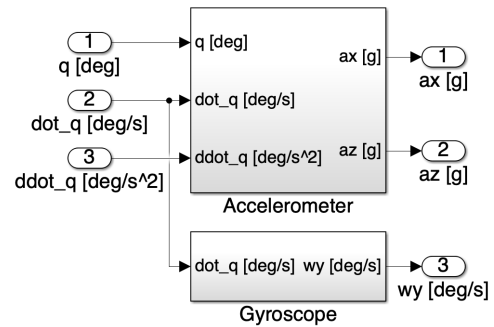 1
q [deg]
2
dot_q [deg/s]
3
ddot_q [deg/s^2]
q [deg]
dot_q [deg/s]
ddot_q [deg/s^2]
ax [g]
az [g]
Accelerometer
1
ax [g]
2
az [g]
dot_q [deg/s] wy [deg/s]
Gyroscope
3
wy [deg/s]